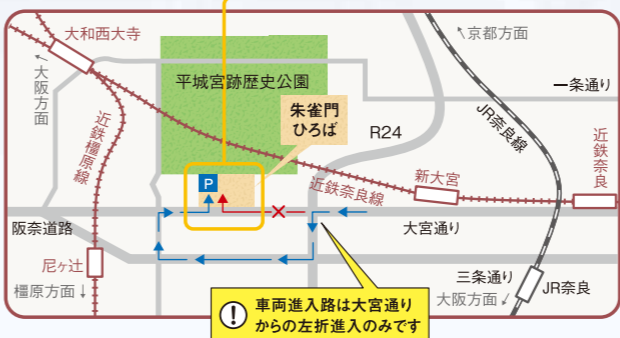 大和西大寺
↖京都方面
←大阪方面
平城宮跡歴史公園
一条通り
朱雀門
ひろば
R24
JR奈良線
近鉄橿原線
近鉄奈良
P
近鉄奈良線
新大宮
阪奈道路
大宮通り
尼ヶ辻
三条通り
橿原方面↓
大阪方面↙
JR奈良
! 車両進入路は大宮通り
からの左折進入のみです